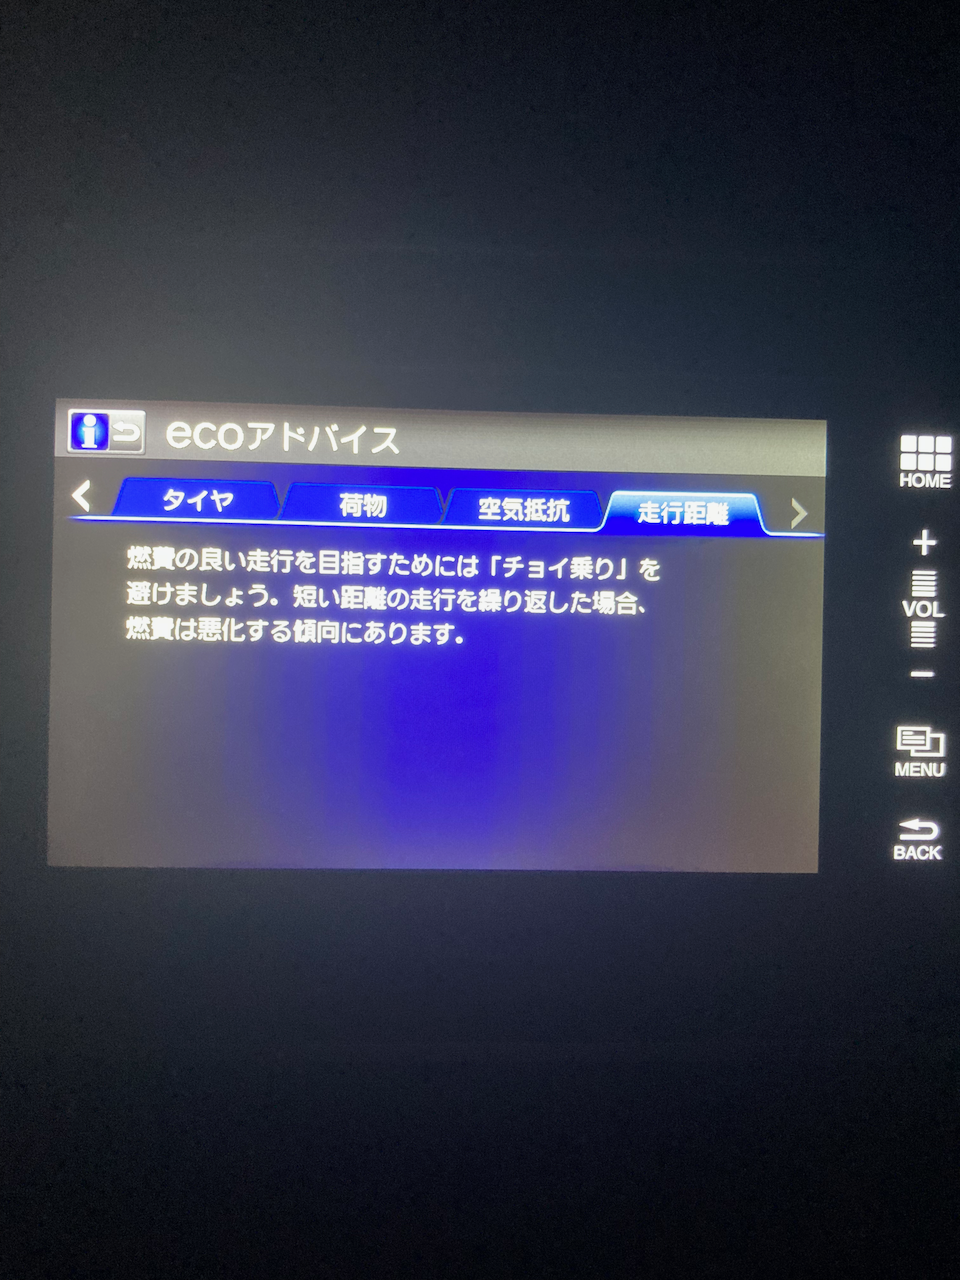 ecoアドバイス
タイヤ 荷物 空気抵抗 走行距離
燃費の良い走行を目指すためには「チョイ乗り」を
避けましょう。短い距離の走行を繰り返した場合、
燃費は悪化する傾向にあります。
HOME
+
VOL
−
MENU
BACK